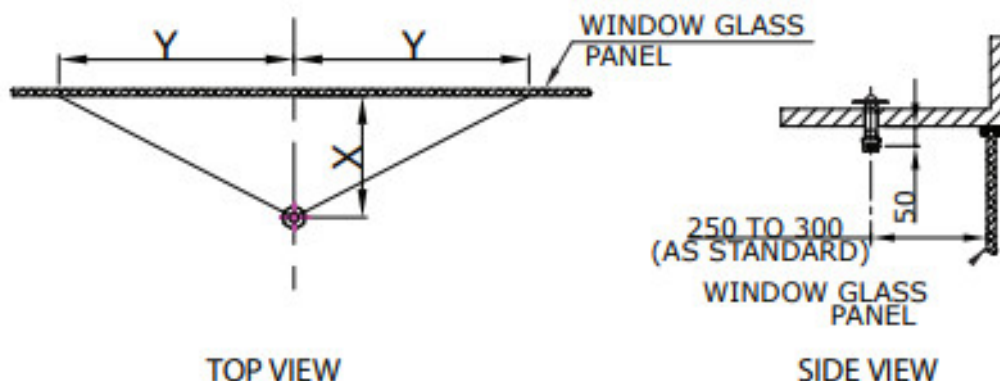 Y
Y
WINDOW GLASS
PANEL
X
TOP VIEW
50
250 TO 300
(AS STANDARD)
WINDOW GLASS
PANEL
SIDE VIEW